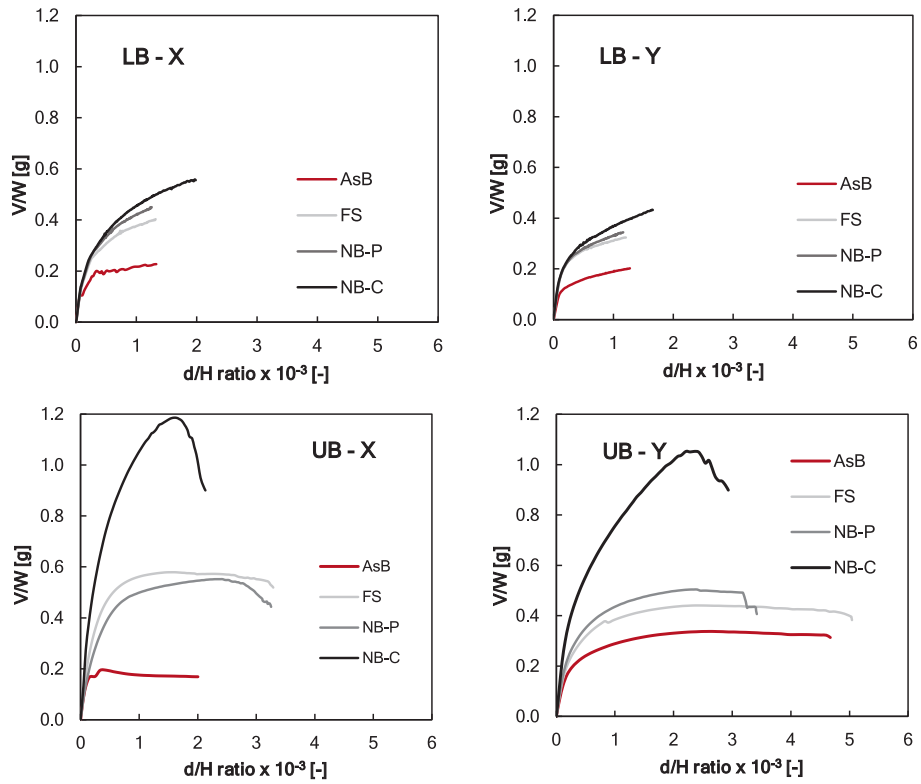 LB - X
V/W [g]
1.2
1.0
0.8
0.6
0.4
0.2
0.0
AsB
FS
NB-P
NB-C
0 1 2 3 4 5 6
d/H ratio x 10⁻³ [-]
LB - Y
V/W [g]
1.2
1.0
0.8
0.6
0.4
0.2
0.0
AsB
FS
NB-P
NB-C
0 1 2 3 4 5 6
d/H x 10⁻³ [-]
UB - X
V/W [g]
1.2
1.0
0.8
0.6
0.4
0.2
0.0
AsB
FS
NB-P
NB-C
0 1 2 3 4 5 6
d/H ratio x 10⁻³ [-]
UB - Y
V/W [g]
1.2
1.0
0.8
0.6
0.4
0.2
0.0
AsB
FS
NB-P
NB-C
0 1 2 3 4 5 6
d/H ratio x 10⁻³ [-]